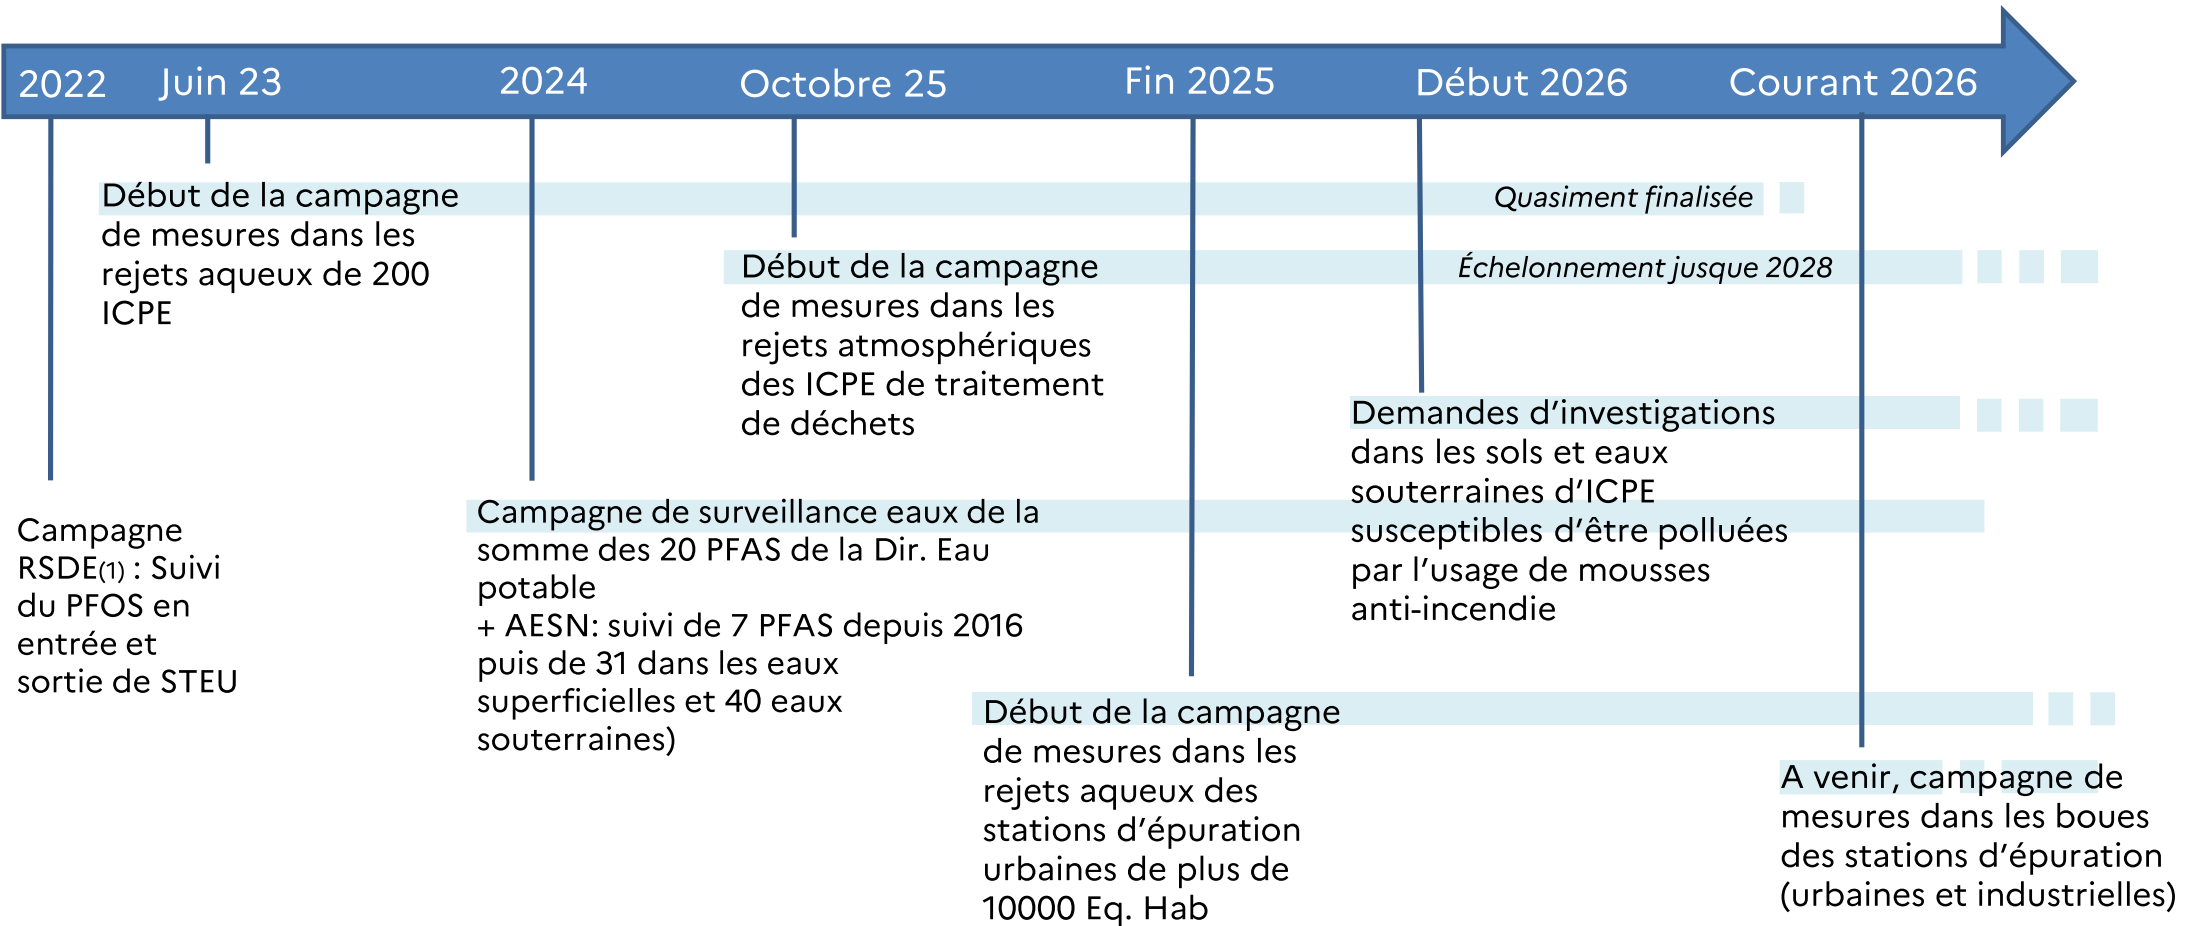 2022
Juin 23
2024
Octobre 25
Fin 2025
Début 2026
Courant 2026
Début de la campagne
de mesures dans les
rejets aqueux de 200
ICPE
Quasiment finalisée
Début de la campagne
de mesures dans les
rejets atmosphériques
des ICPE de traitement
de déchets
Échelonnement jusque 2028
Demandes d’investigations
dans les sols et eaux
souterraines d’ICPE
susceptibles d’être polluées
par l’usage de mousses
anti-incendie
Campagne
RSDE(1) : Suivi
du PFOS en
entrée et
sortie de STEU
Campagne de surveillance eaux de la
somme des 20 PFAS de la Dir. Eau
potable
+ AESN: suivi de 7 PFAS depuis 2016
puis de 31 dans les eaux
superficielles et 40 eaux
souterraines)
Début de la campagne
de mesures dans les
rejets aqueux des
stations d’épuration
urbaines de plus de
10000 Eq. Hab
A venir, campagne de
mesures dans les boues
des stations d’épuration
(urbaines et industrielles)